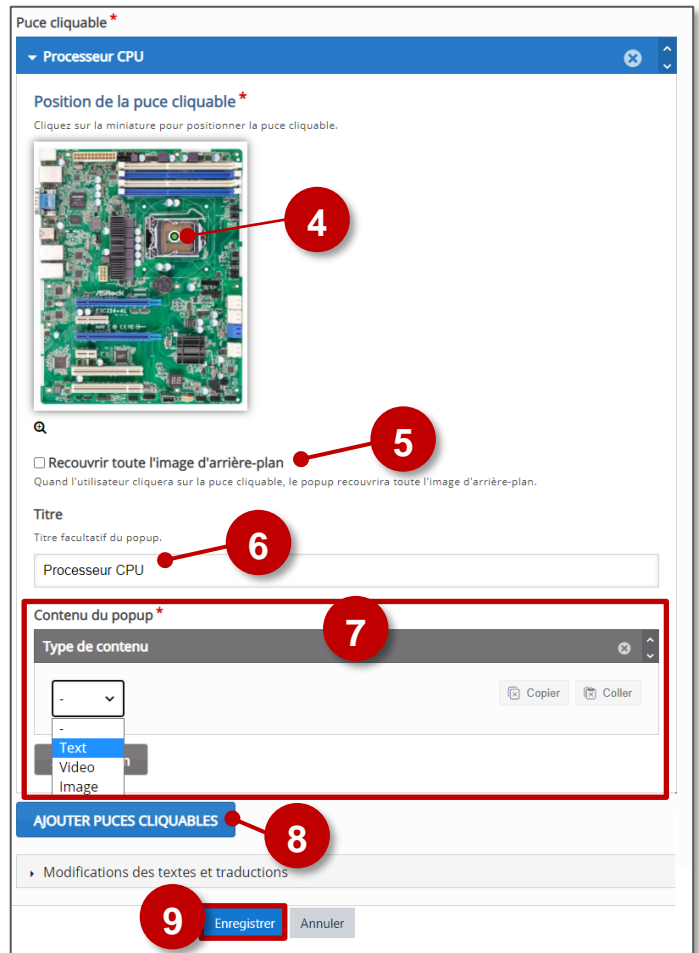 Puce cliquable *
Processeur CPU
Position de la puce cliquable *
Cliquez sur la miniature pour positionner la puce cliquable.
4
5
Recouvrir toute l'image d'arrière-plan
Quand l'utilisateur cliquera sur la puce cliquable, le popup recouvrira toute l'image d'arrière-plan.
Titre
Titre facultatif du popup.
6
Processeur CPU
Contenu du popup *
7
Type de contenu
-
Copier
Coller
-
Text
Video
Image
AJOUTER PUCES CLIQUABLES
8
Modifications des textes et traductions
9
Enregistrer
Annuler